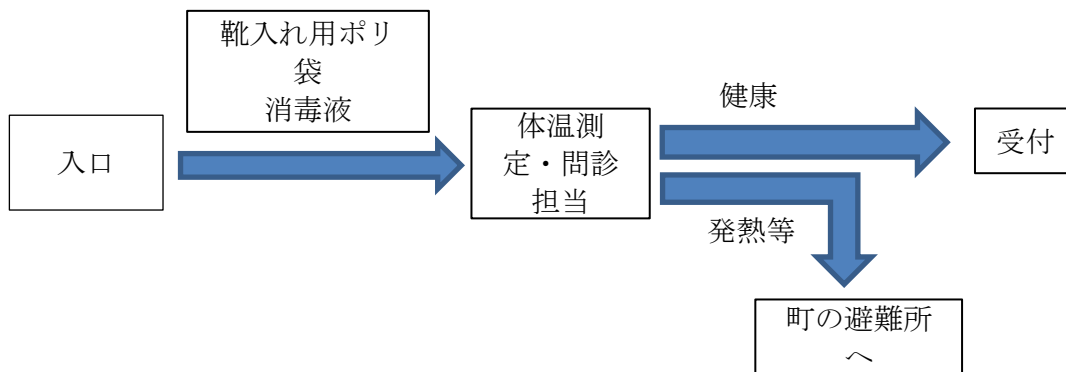 靴入れ用ポリ
袋
消毒液
入口
体温測
定・問診
担当
健康
受付
発熱等
町の避難所
へ